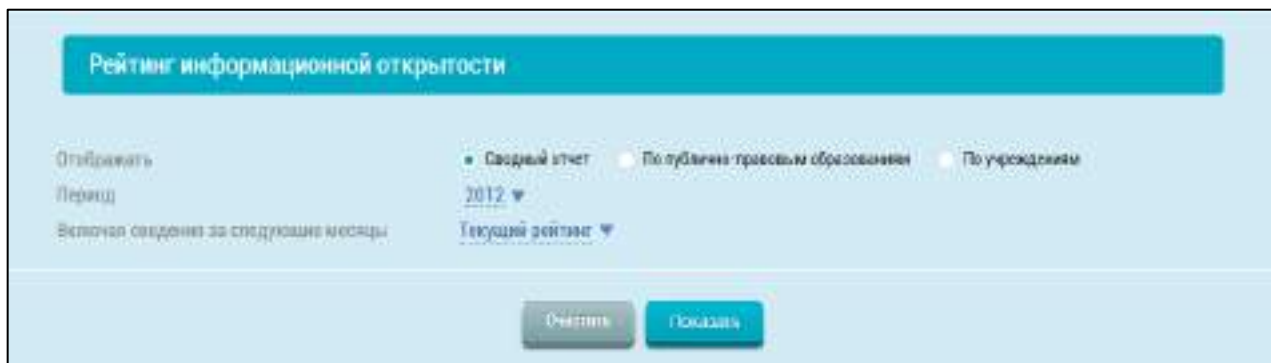 Рейтинг информационной открытости
Отображать • Сводный отчет По публично-правовым образованиям По учреждениям
Период 2012 ▼
Включая сведения за следующие месяцы Текущий рейтинг ▼
Очистить Показать